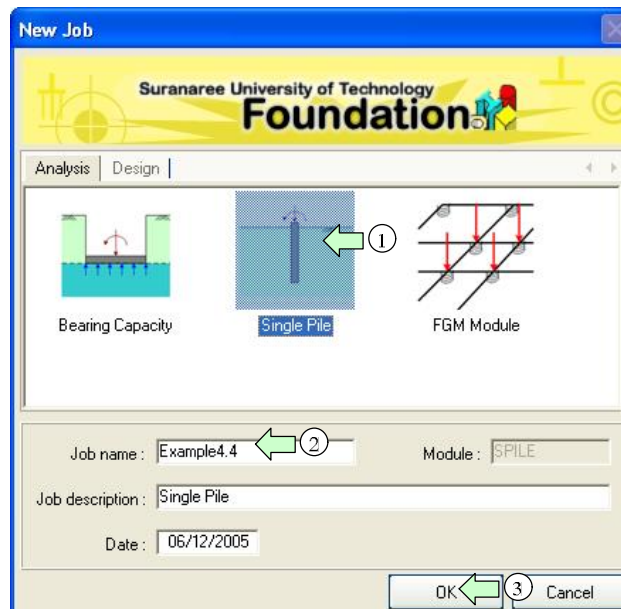 New Job
Suranaree University of Technology
Foundation
Analysis
Design
①
Bearing Capacity
Single Pile
FGM Module
Job name : Example4.4
②
Module : SPILE
Job description : Single Pile
Date : 06/12/2005
OK
③
Cancel